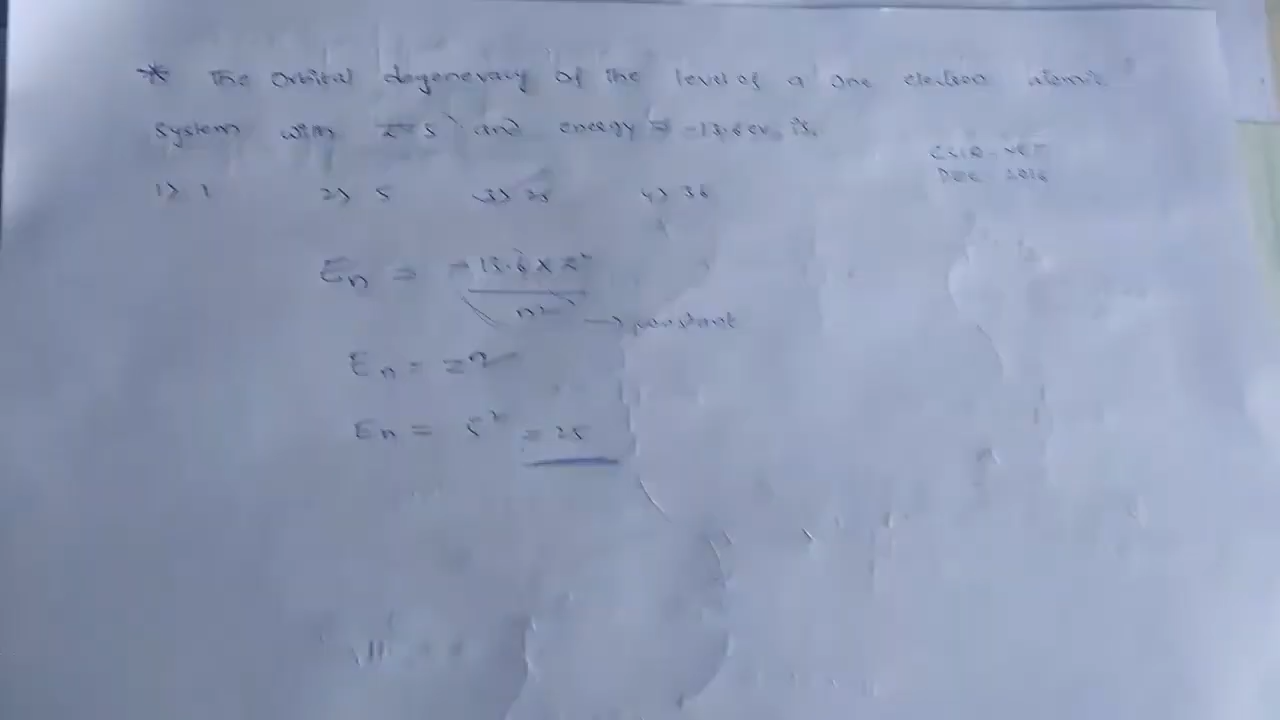 * The Orbital degeneracy of the level of a one electron atomic
system with Z=5 and energy = -13.6 ev, is.
CSIR-NET
Dec 2016
1) 1 2) 5 3) 25 4) 36
En = -13.6 x z²
n² → constant
En = z²
En = 5² = 25